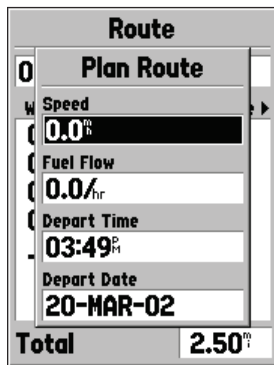 Route
0
Plan Route
W
Speed
0.0 m h
Fuel Flow
0.0/hr
Depart Time
03:49 P M
Depart Date
20-MAR-02
Total 2.50 m i